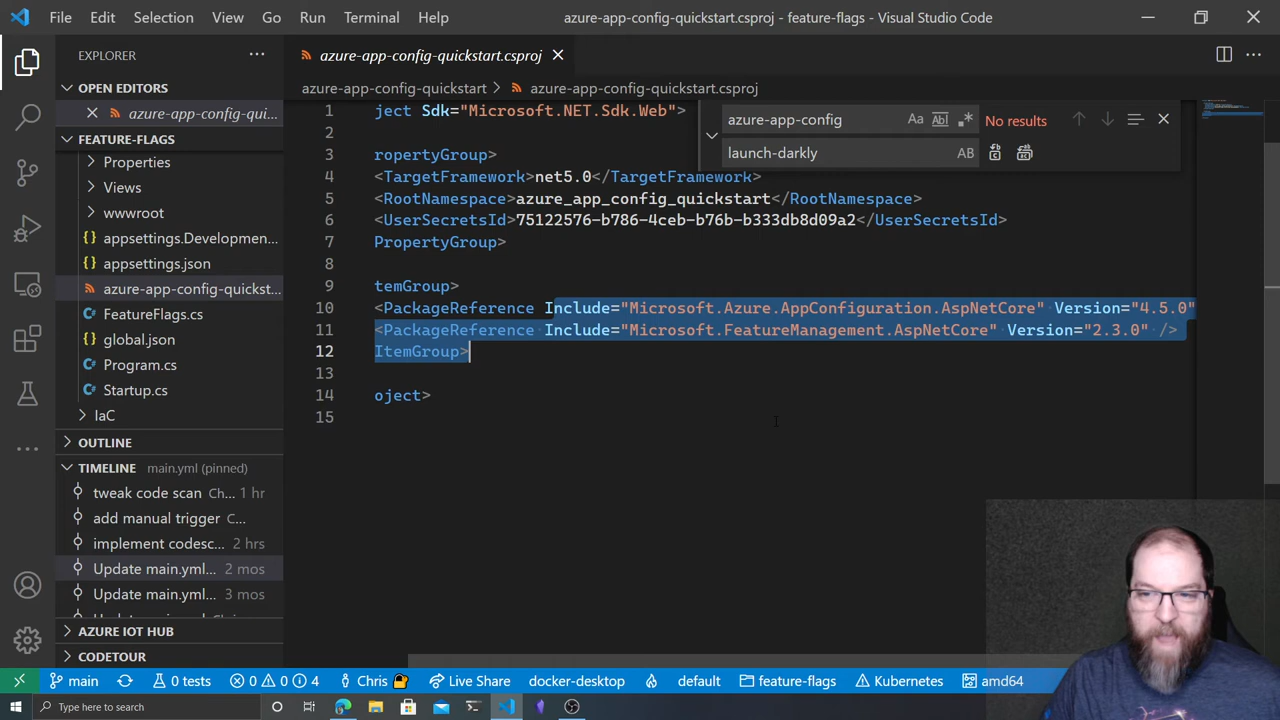 File Edit Selection View Go Run Terminal Help azure-app-config-quickstart.csproj - feature-flags - Visual Studio Code
EXPLORER
OPEN EDITORS
azure-app-config-qui...
FEATURE-FLAGS
Properties
Views
wwwroot
{} appsettings.Developmen...
{} appsettings.json
azure-app-config-quickst...
FeatureFlags.cs
{} global.json
Program.cs
Startup.cs
IaC
OUTLINE
TIMELINE main.yml (pinned)
tweak code scan Ch... 1 hr
add manual trigger C...
implement codesc... 2 hrs
Update main.yml... 2 mos
Update main.yml... 3 mos
AZURE IOT HUB
CODETOUR
azure-app-config-quickstart.csproj
azure-app-config-quickstart > azure-app-config-quickstart.csproj
azure-app-config Aa Abl .* No results
launch-darkly AB
1 ject Sdk="Microsoft.NET.Sdk.Web">
2
3 ropertyGroup>
4 <TargetFramework>net5.0</TargetFramework>
5 <RootNamespace>azure_app_config_quickstart</RootNamespace>
6 <UserSecretsId>75122576-b786-4ceb-b76b-b333db8d09a2</UserSecretsId>
7 PropertyGroup>
8
9 temGroup>
10 <PackageReference Include="Microsoft.Azure.AppConfiguration.AspNetCore" Version="4.5.0"
11 <PackageReference Include="Microsoft.FeatureManagement.AspNetCore" Version="2.3.0" />
12 ItemGroup>
13
14 oject>
15
main 0 tests 0 0 4 Chris Live Share docker-desktop default feature-flags Kubernetes amd64
Type here to search